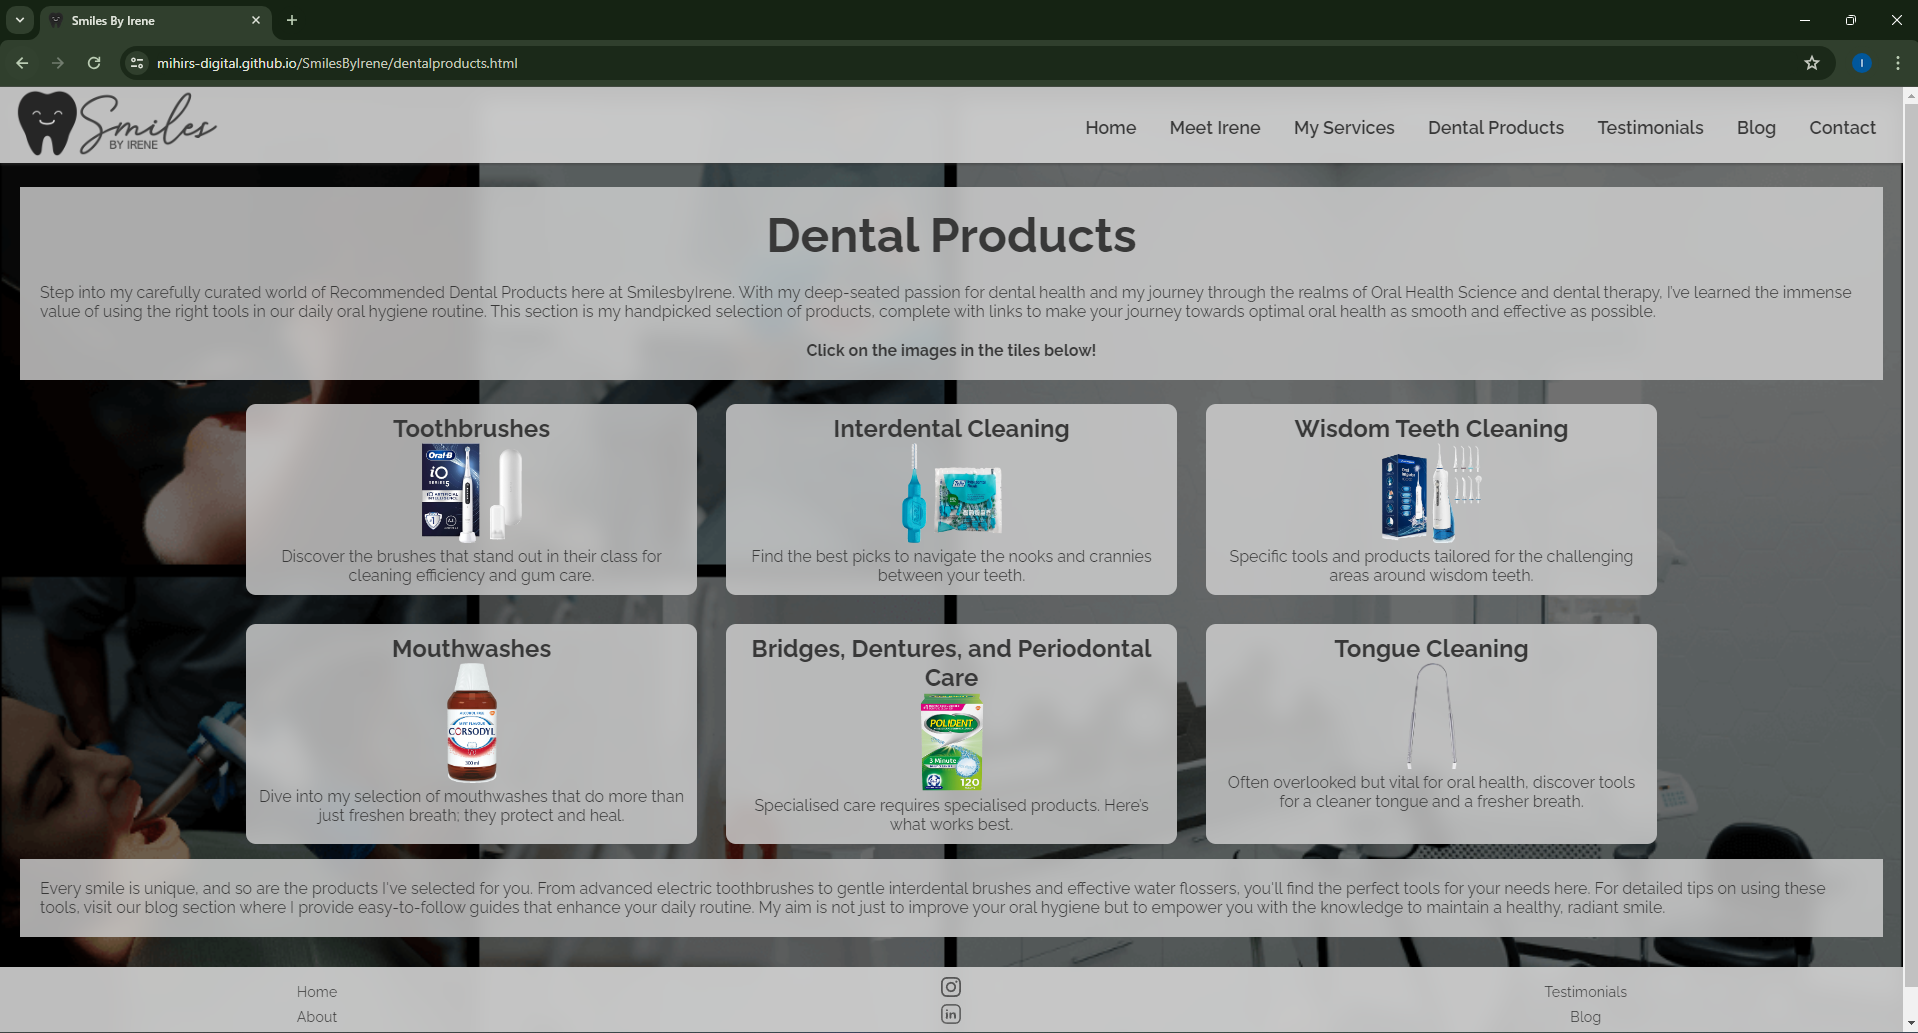 Smiles By Irene
mihirs-digital.github.io/SmilesByIrene/dentalproducts.html
I
Smiles
BY IRENE
Home
Meet Irene
My Services
Dental Products
Testimonials
Blog
Contact
Dental Products
Step into my carefully curated world of Recommended Dental Products here at SmilesbyIrene. With my deep-seated passion for dental health and my journey through the realms of Oral Health Science and dental therapy, I've learned the immense
value of using the right tools in our daily oral hygiene routine. This section is my handpicked selection of products, complete with links to make your journey towards optimal oral health as smooth and effective as possible.
Click on the images in the tiles below!
Toothbrushes
Oral-B
iO
SERIES 5
Discover the brushes that stand out in their class for
cleaning efficiency and gum care.
Interdental Cleaning
Find the best picks to navigate the nooks and crannies
between your teeth.
Wisdom Teeth Cleaning
Specific tools and products tailored for the challenging
areas around wisdom teeth.
Mouthwashes
ALCOHOL FREE
MINT FLAVOUR
CORSODYL
300 ml
Dive into my selection of mouthwashes that do more than
just freshen breath; they protect and heal.
Bridges, Dentures, and Periodontal
Care
POLIDENT
3 Minute
120
Specialised care requires specialised products. Here's
what works best.
Tongue Cleaning
Often overlooked but vital for oral health, discover tools
for a cleaner tongue and a fresher breath.
Every smile is unique, and so are the products I've selected for you. From advanced electric toothbrushes to gentle interdental brushes and effective water flossers, you'll find the perfect tools for your needs here. For detailed tips on using these
tools, visit our blog section where I provide easy-to-follow guides that enhance your daily routine. My aim is not just to improve your oral hygiene but to empower you with the knowledge to maintain a healthy, radiant smile.
Home
About
in
Testimonials
Blog